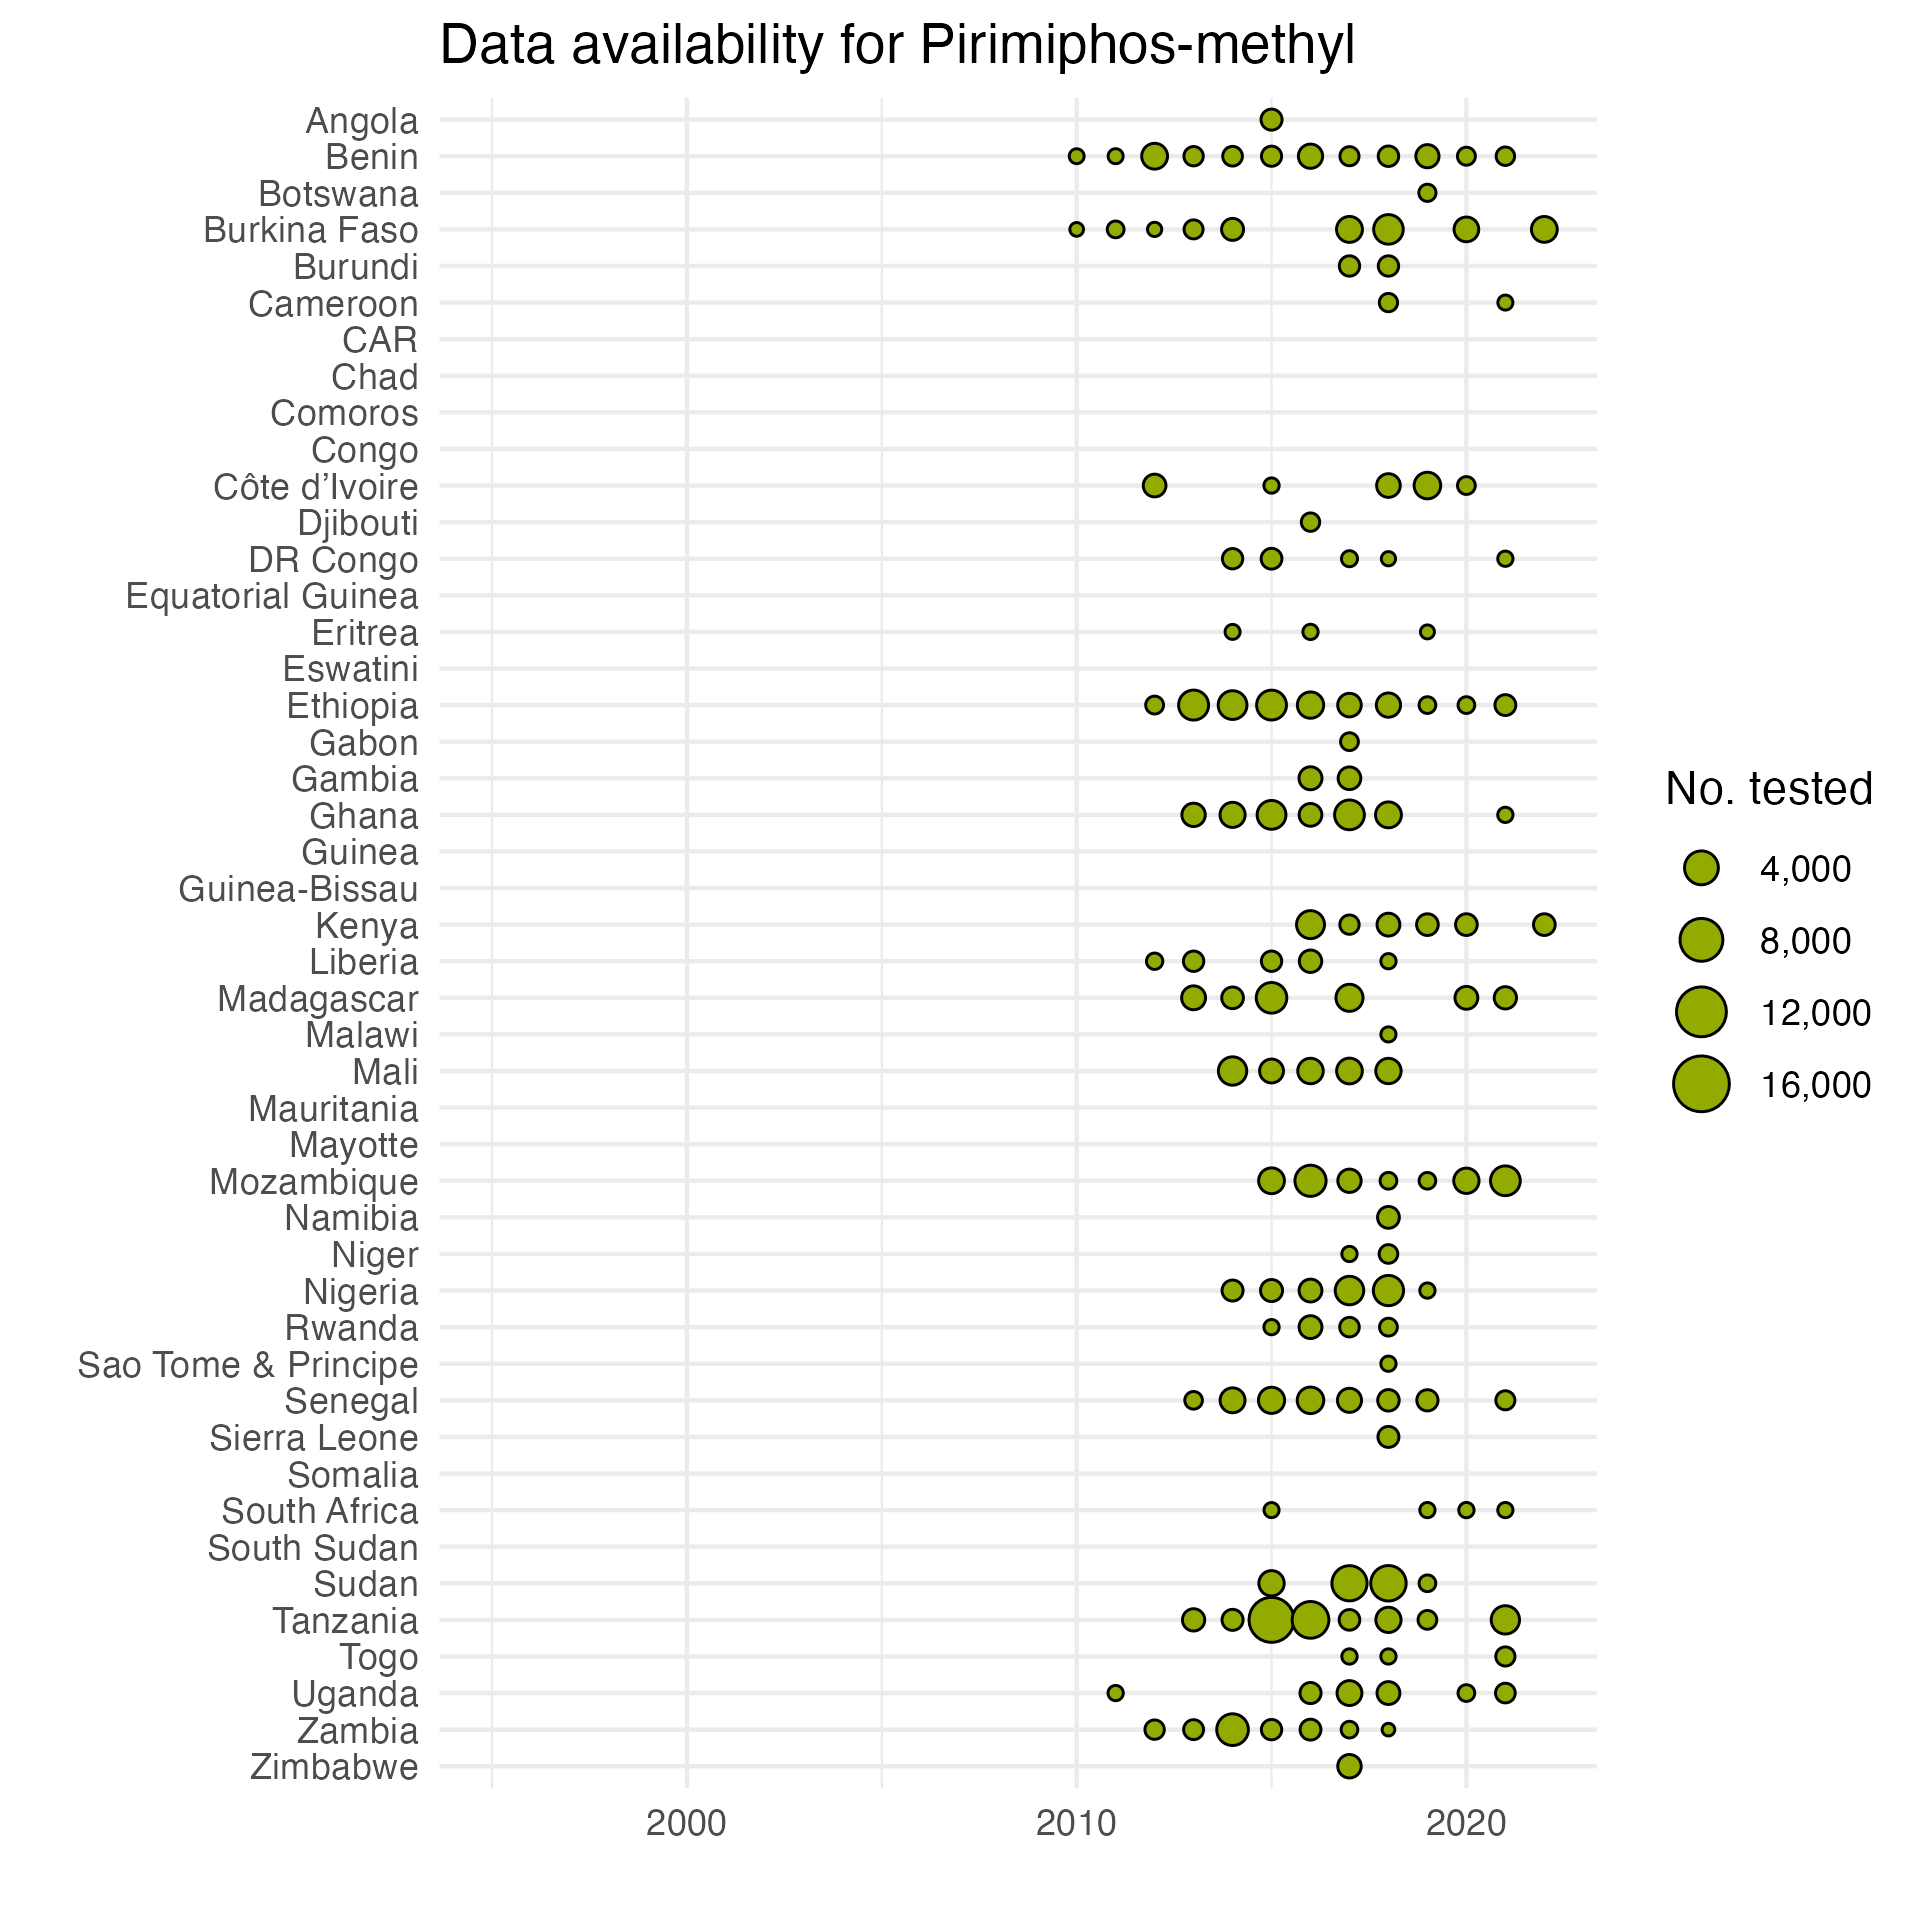 Data availability for Pirimiphos-methyl
Angola
Benin
Botswana
Burkina Faso
Burundi
Cameroon
CAR
Chad
Comoros
Congo
Côte d’Ivoire
Djibouti
DR Congo
Equatorial Guinea
Eritrea
Eswatini
Ethiopia
Gabon
Gambia
Ghana
Guinea
Guinea-Bissau
Kenya
Liberia
Madagascar
Malawi
Mali
Mauritania
Mayotte
Mozambique
Namibia
Niger
Nigeria
Rwanda
Sao Tome & Principe
Senegal
Sierra Leone
Somalia
South Africa
South Sudan
Sudan
Tanzania
Togo
Uganda
Zambia
Zimbabwe
2000 2010 2020
No. tested
4,000
8,000
12,000
16,000